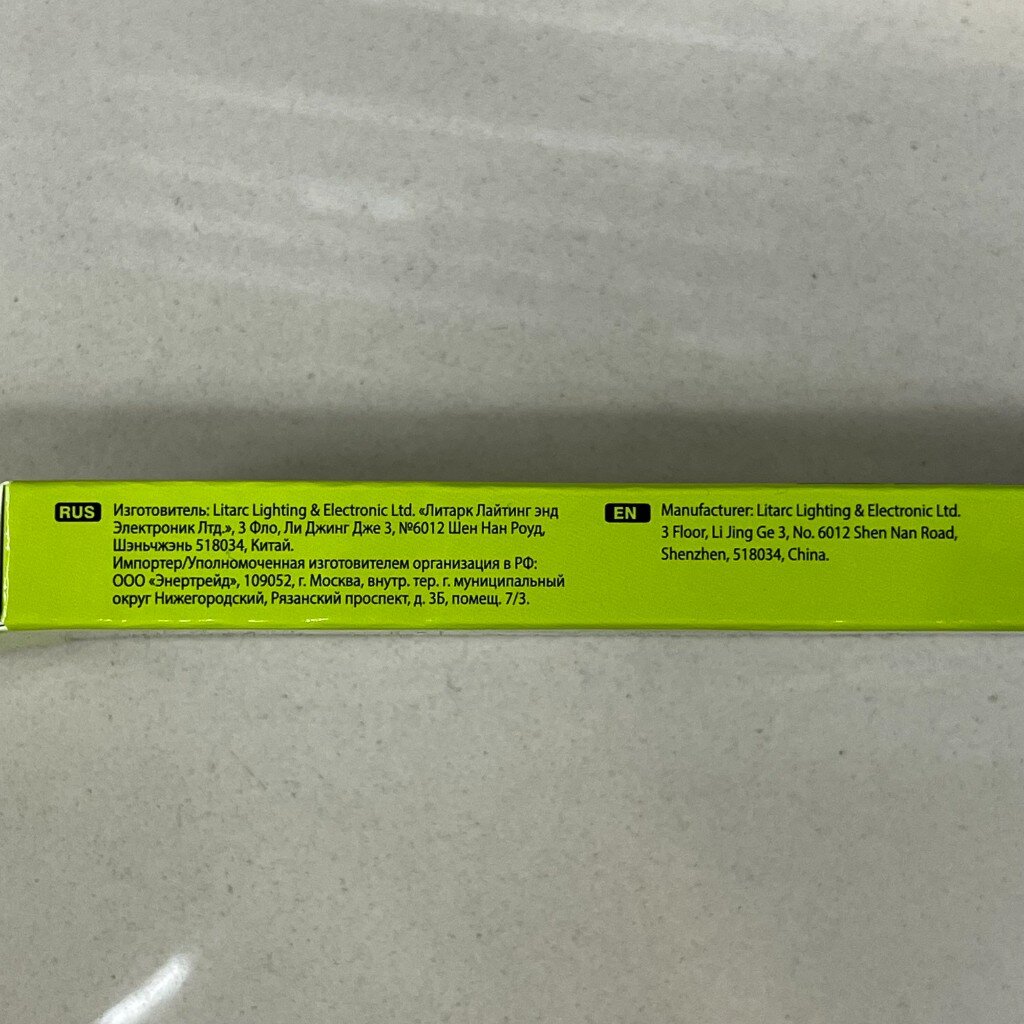 RUS
Изготовитель: Litarc Lighting & Electronic Ltd. «Литарк Лайтинг энд
Электроник Лтд.», 3 Фло, Ли Джинг Дже 3, №6012 Шен Нан Роуд,
Шэньчжэнь 518034, Китай.
Импортер/Уполномоченная изготовителем организация в РФ:
ООО «Энертрейд», 109052, г. Москва, внутр. тер. г. муниципальный
округ Нижегородский, Рязанский проспект, д. 3Б, помещ. 7/3.
EN
Manufacturer: Litarc Lighting & Electronic Ltd.
3 Floor, Li Jing Ge 3, No. 6012 Shen Nan Road,
Shenzhen, 518034, China.